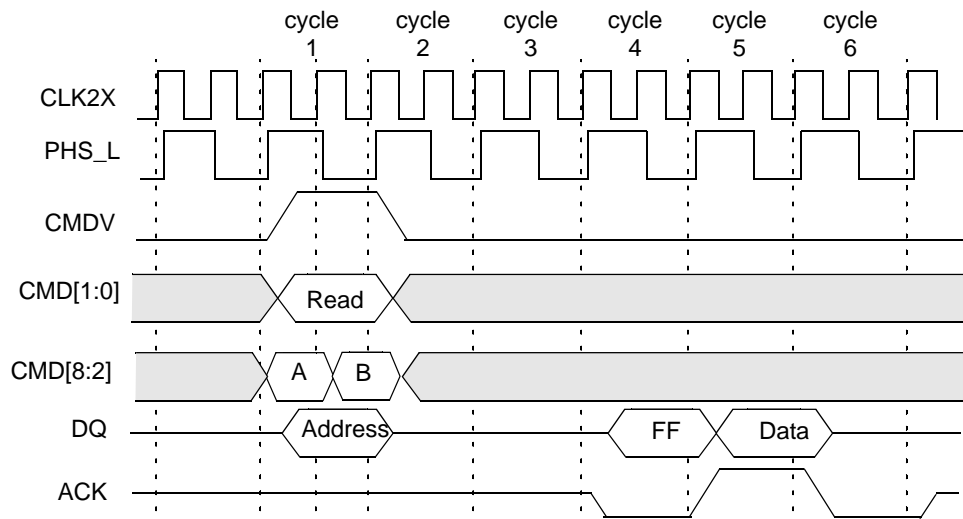 cycle cycle cycle cycle cycle cycle
1 2 3 4 5 6
CLK2X
PHS_L
CMDV
CMD[1:0] Read
CMD[8:2] A B
DQ Address FF Data
ACK